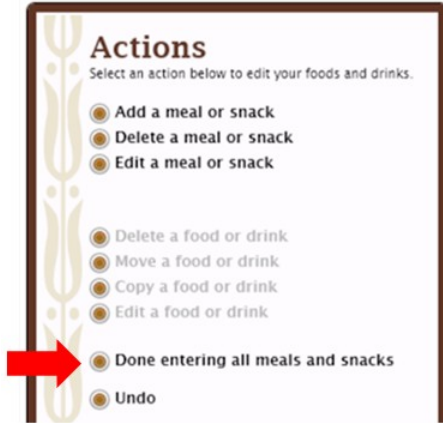 Actions
Select an action below to edit your foods and drinks.
Add a meal or snack
Delete a meal or snack
Edit a meal or snack
Delete a food or drink
Move a food or drink
Copy a food or drink
Edit a food or drink
Done entering all meals and snacks
Undo